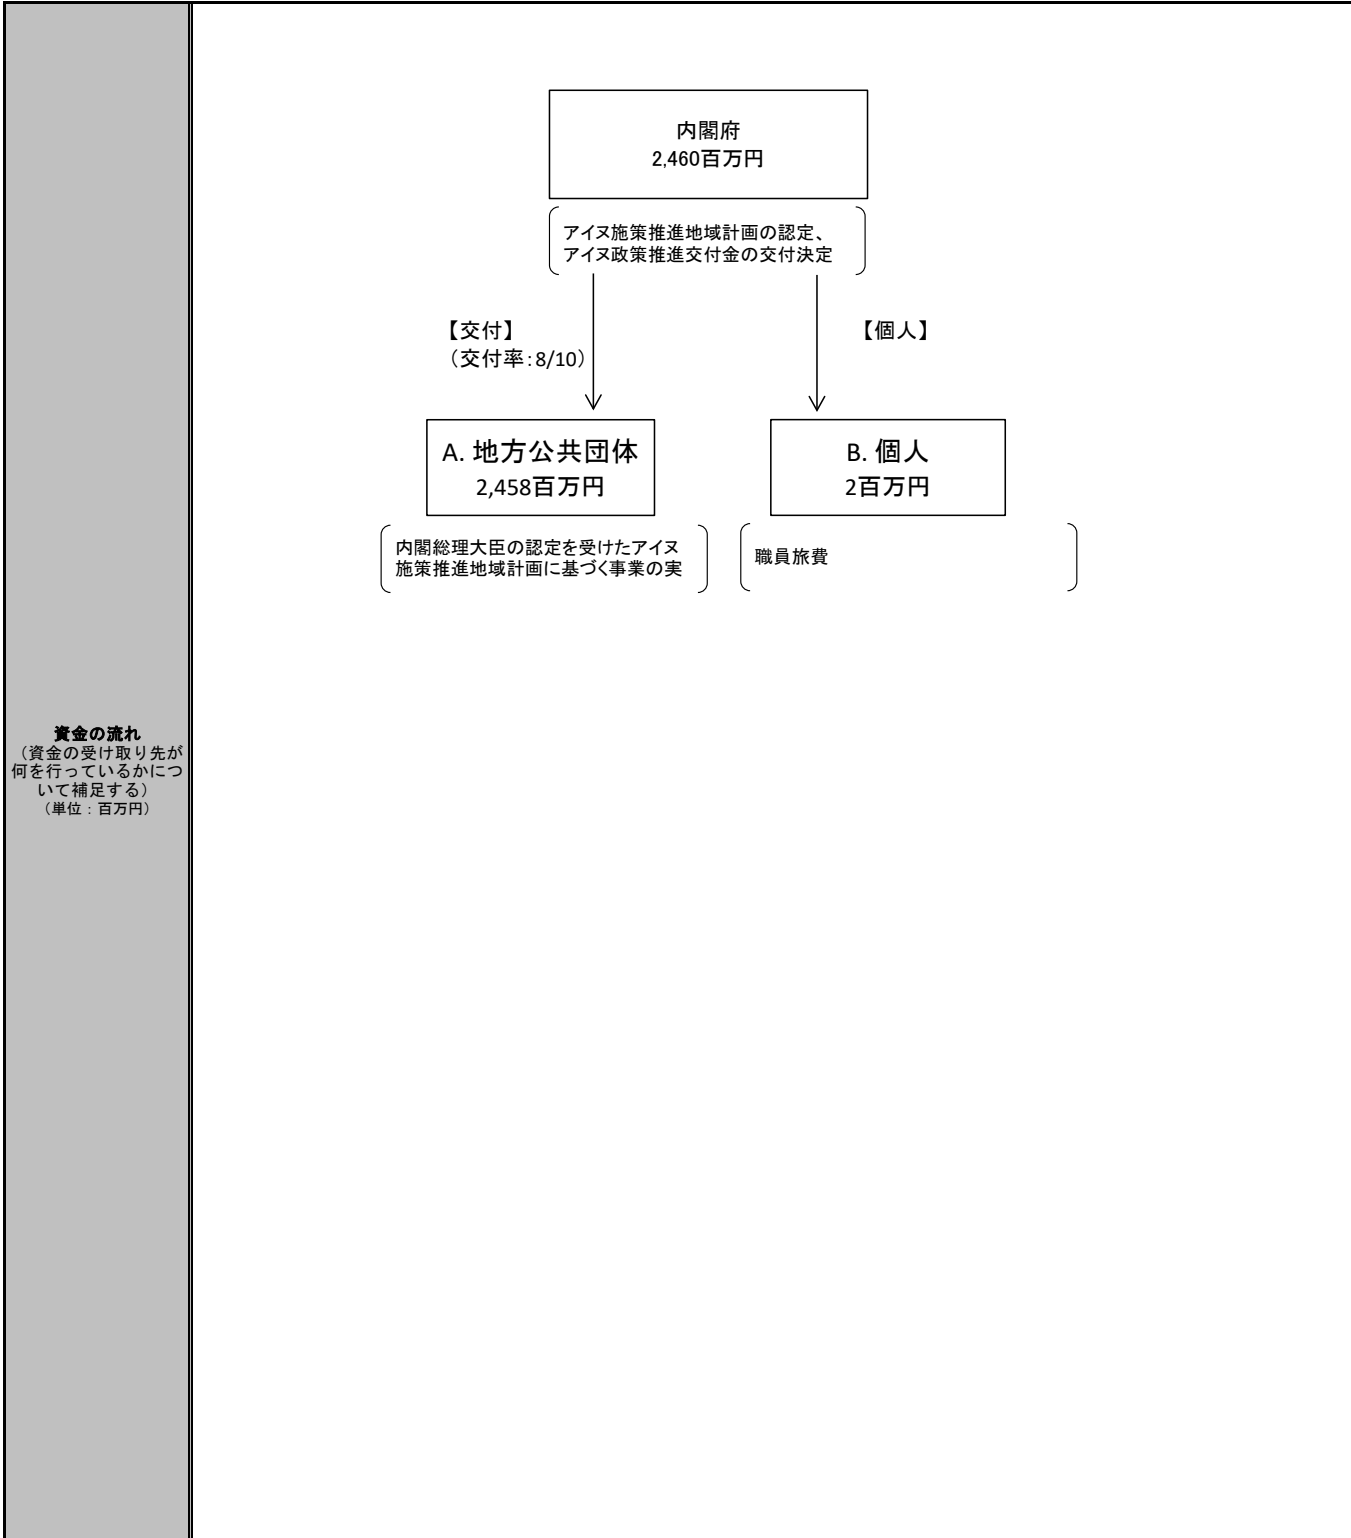 内閣府
2,460百万円
アイヌ施策推進地域計画の認定、
アイヌ政策推進交付金の交付決定
【交付】
（交付率：8/10）
【個人】
A. 地方公共団体
2,458百万円
B. 個人
2百万円
内閣総理大臣の認定を受けたアイヌ
施策推進地域計画に基づく事業の実
職員旅費
資金の流れ
（資金の受け取り先が
何を行っているかにつ
いて補足する）
（単位：百万円）